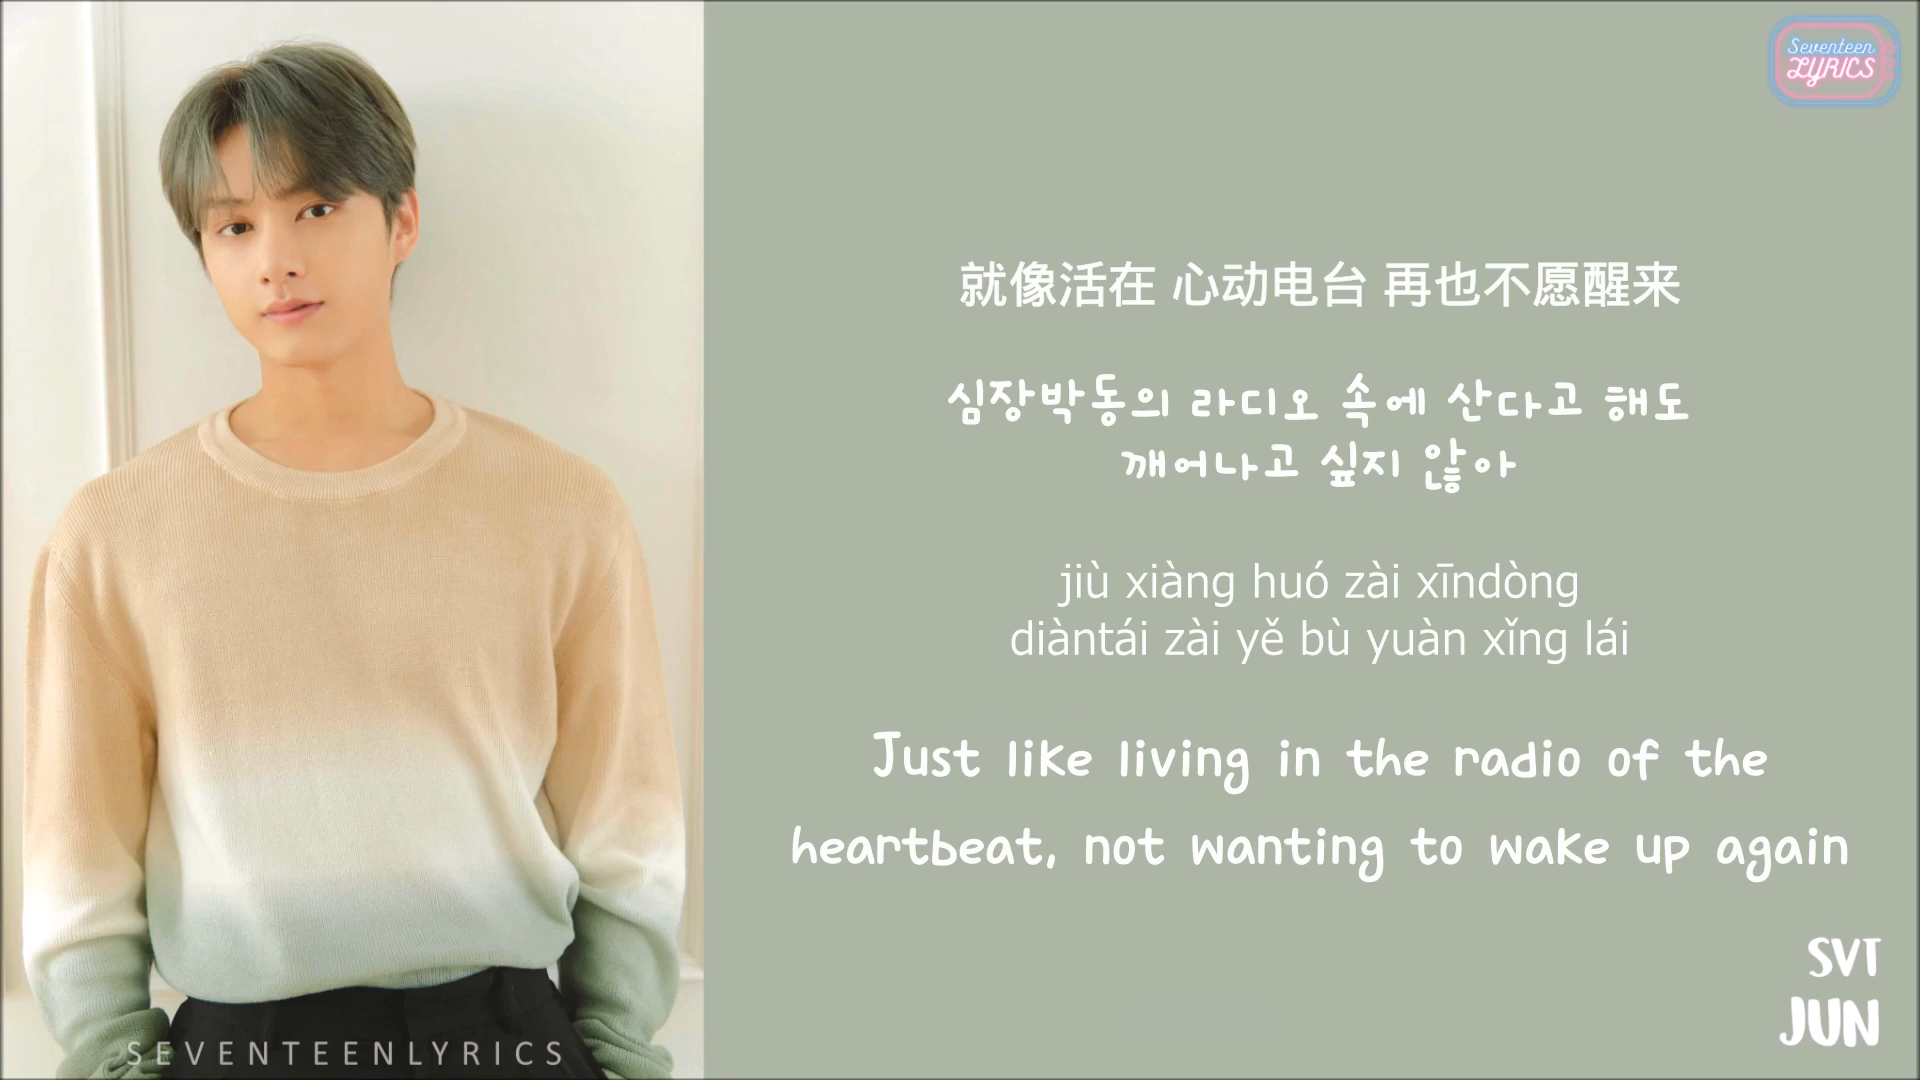 Seveηteen
LYRICS
就像活在 心动电台 再也不愿醒来
심장박동의 라디오 속에 산다고 해도
깨어나고 싶지 않아
jiù xiàng huó zài xīndòng
diàntái zài yě bù yuàn xǐng lái
Just like living in the radio of the
heartbeat, not wanting to wake up again
SVT
JUN
SEVENTEENLYRICS